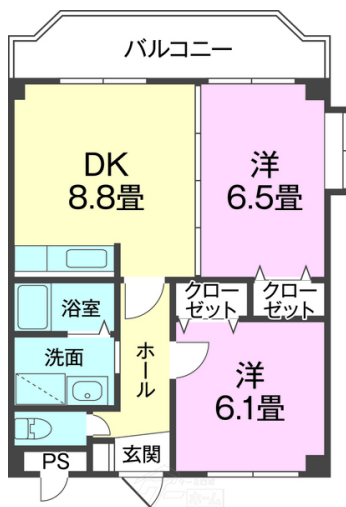 バルコニー
DK
8.8畳
洋
6.5畳
クロー
ゼット
クロー
ゼット
浴室
洗面
ホール
洋
6.1畳
玄関
PS